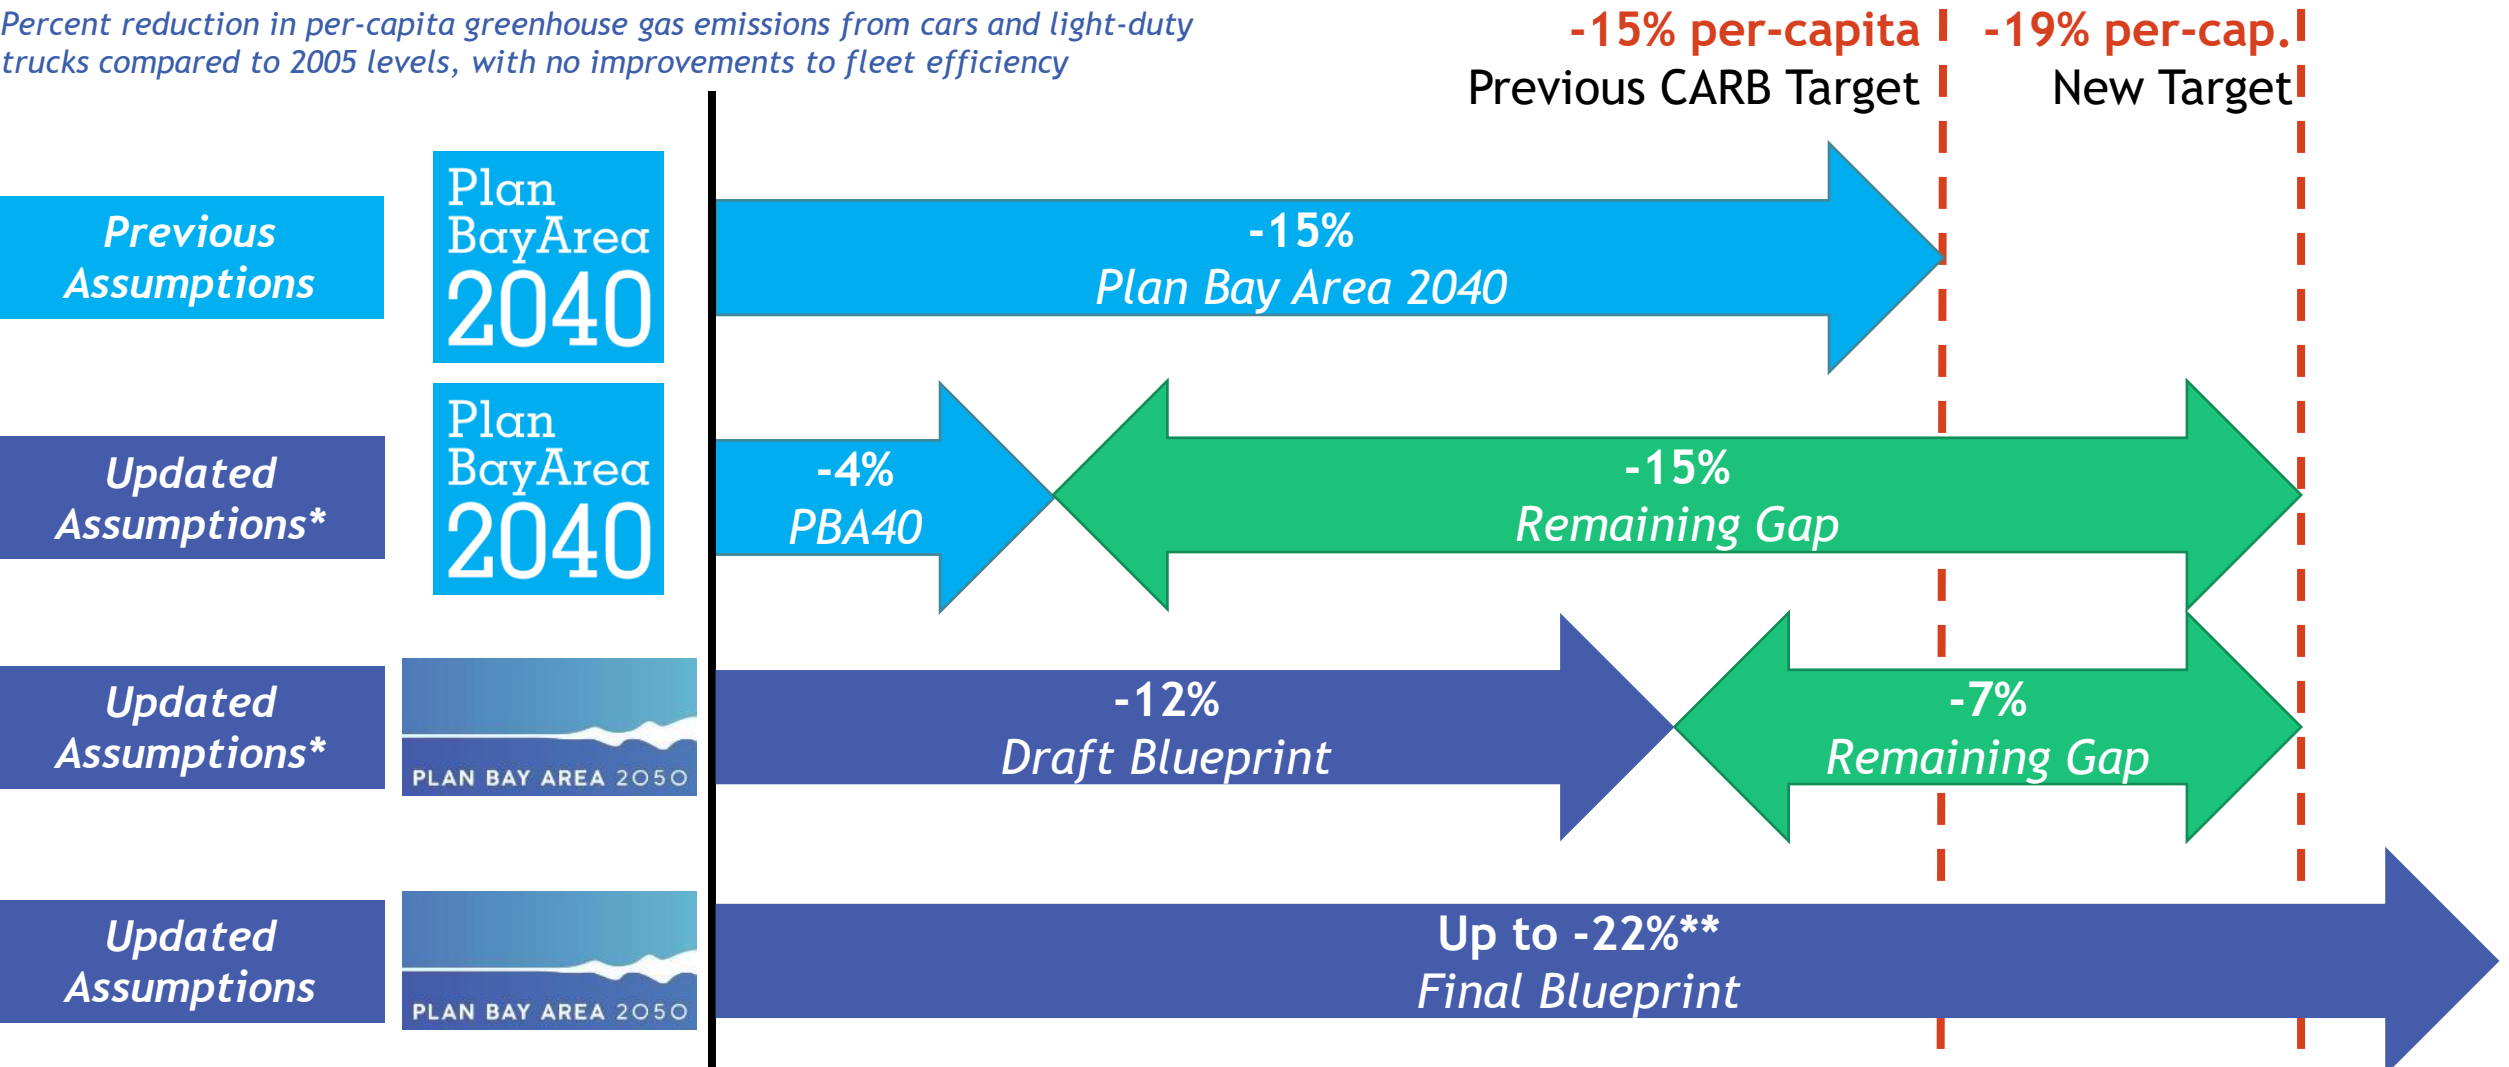 Percent reduction in per-capita greenhouse gas emissions from cars and light-duty
trucks compared to 2005 levels, with no improvements to fleet efficiency
-15% per-capita
Previous CARB Target
-19% per-cap.
New Target
Previous
Assumptions
Plan
BayArea
2040
-15%
Plan Bay Area 2040
Updated
Assumptions*
Plan
BayArea
2040
-4%
PBA40
-15%
Remaining Gap
Updated
Assumptions*
PLAN BAY AREA 2050
-12%
Draft Blueprint
-7%
Remaining Gap
Updated
Assumptions
PLAN BAY AREA 2050
Up to -22%**
Final Blueprint